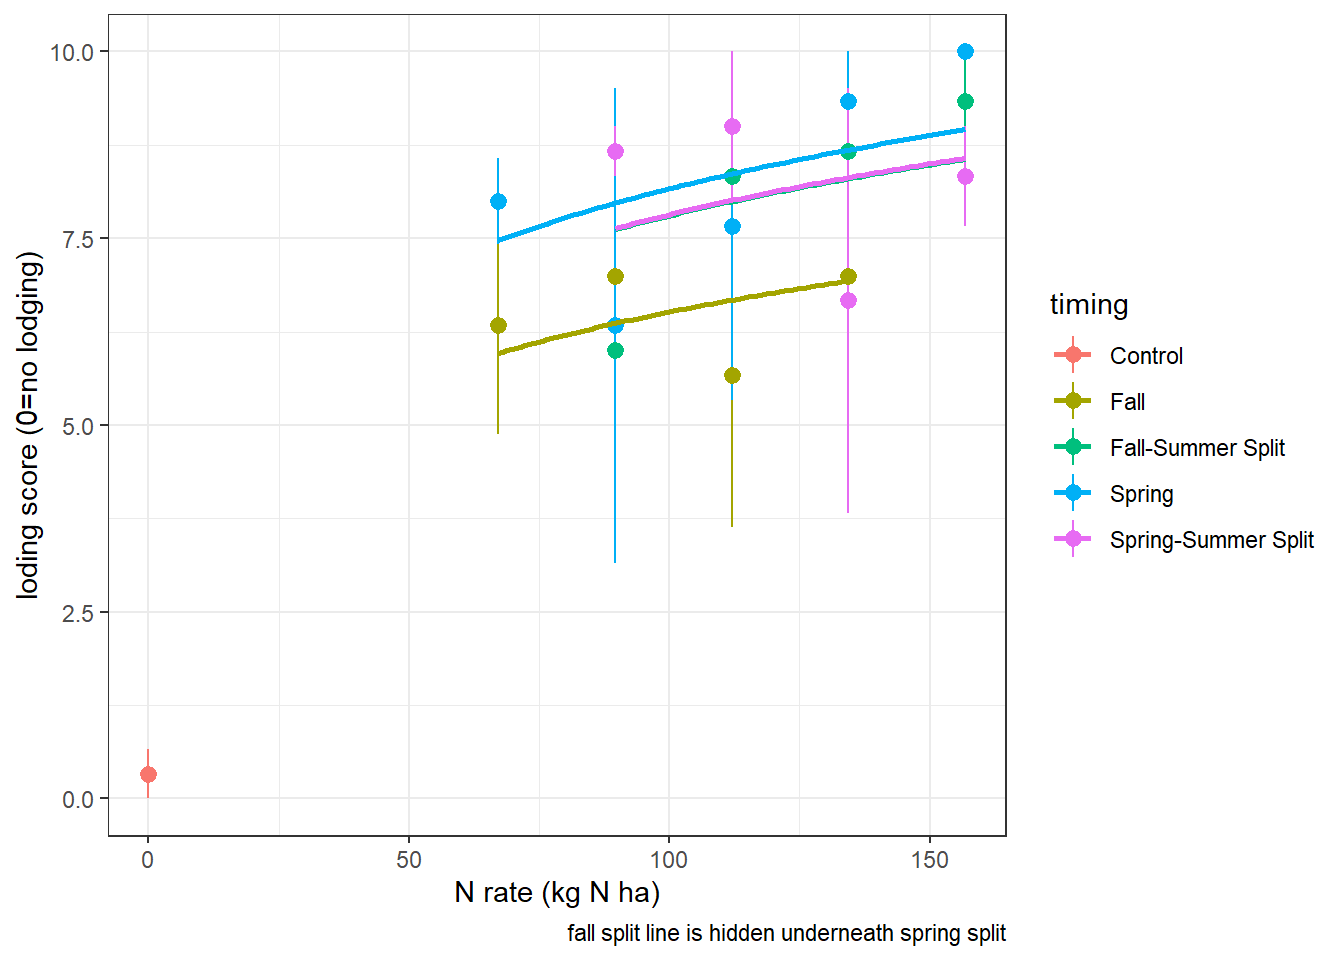 10.0
7.5
5.0
2.5
0.0
loding score (0=no lodging)
0 50 100 150
N rate (kg N ha)
fall split line is hidden underneath spring split
timing
Control
Fall
Fall-Summer Split
Spring
Spring-Summer Split